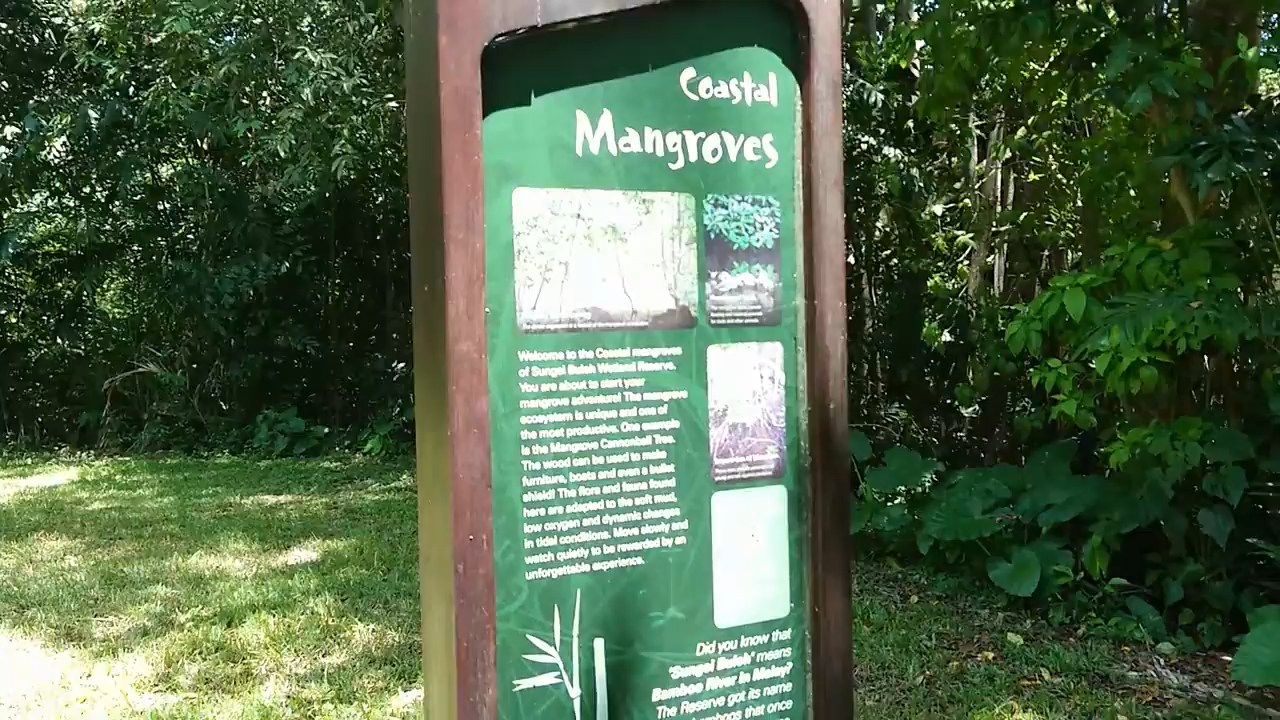 Coastal
Mangroves
Welcome to the Coastal mangroves
of Sungei Buloh Wetland Reserve.
You are about to start your
mangrove adventure! The mangrove
ecosystem is unique and one of
the most productive. One example
is the Mangrove Cannonball Tree.
The wood can be used to make
furniture, boats and even a bullet
shield! The flora and fauna found
here are adapted to the soft mud,
low oxygen and dynamic changes
in tidal conditions. Move slowly and
watch quietly to be rewarded by an
unforgettable experience.
Did you know that
'Sungei Buloh' means
Bamboo River in Malay?
The Reserve got its name
bamboos that once